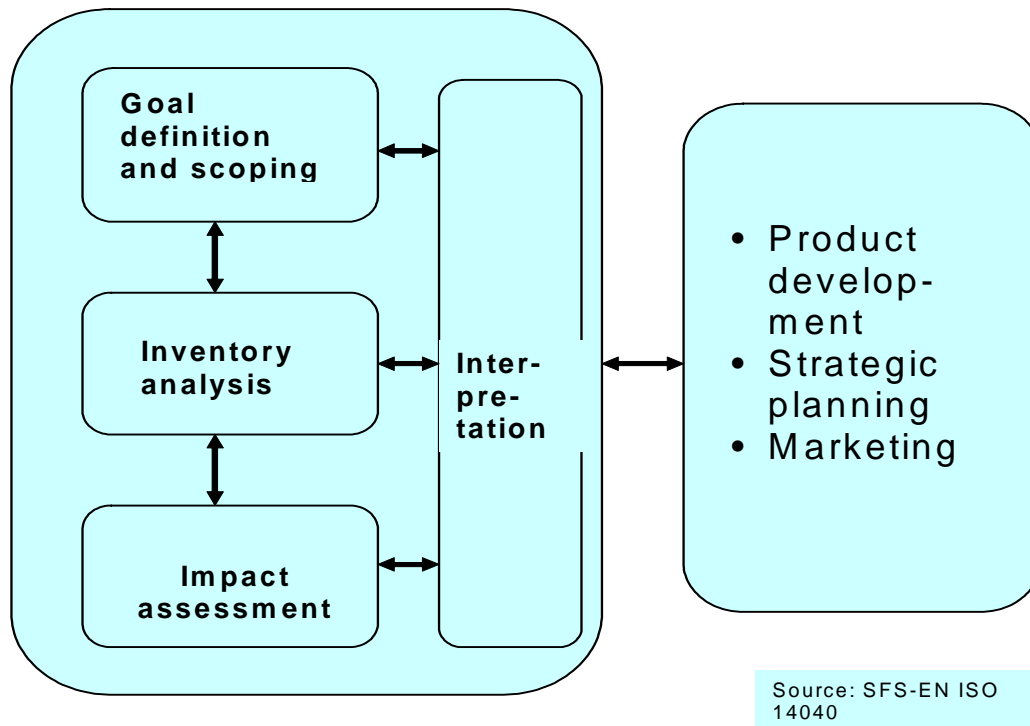 Goal
definition
and scoping
Inventory
analysis
Impact
assessment
Inter-
pre-
tation
• Product
develop-
ment
• Strategic
planning
• Marketing
Source: SFS-EN ISO
14040